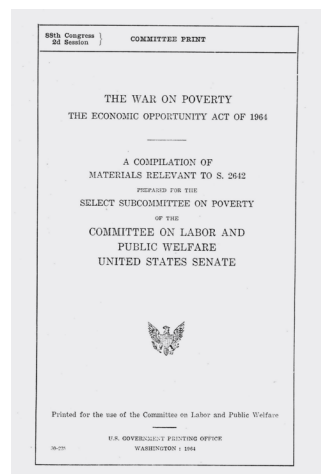 88th Congress }
2d Session }
COMMITTEE PRINT
THE WAR ON POVERTY
THE ECONOMIC OPPORTUNITY ACT OF 1964
A COMPILATION OF
MATERIALS RELEVANT TO S. 2642
PREPARED FOR THE
SELECT SUBCOMMITTEE ON POVERTY
OF THE
COMMITTEE ON LABOR AND
PUBLIC WELFARE
UNITED STATES SENATE
Printed for the use of the Committee on Labor and Public Welfare
U.S. GOVERNMENT PRINTING OFFICE
WASHINGTON : 1964